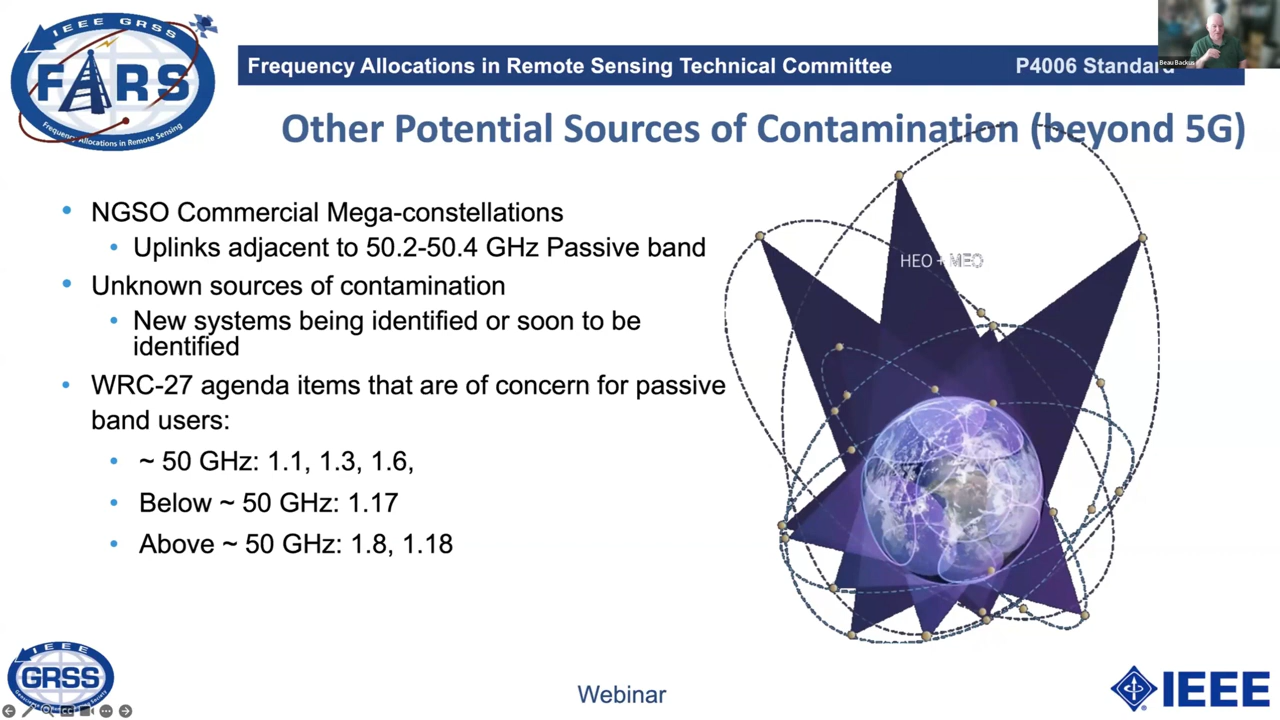 IEEE GRSS
FARS
Frequency Allocations in Remote Sensing
Frequency Allocations in Remote Sensing Technical Committee
P4006 Standard
Beau Backus
Other Potential Sources of Contamination (beyond 5G)
• NGSO Commercial Mega-constellations
• Uplinks adjacent to 50.2-50.4 GHz Passive band
• Unknown sources of contamination
• New systems being identified or soon to be
identified
• WRC-27 agenda items that are of concern for passive
band users:
• ~ 50 GHz: 1.1, 1.3, 1.6,
• Below ~ 50 GHz: 1.17
• Above ~ 50 GHz: 1.8, 1.18
HEO + MEO
IEEE
GRSS
Webinar
IEEE